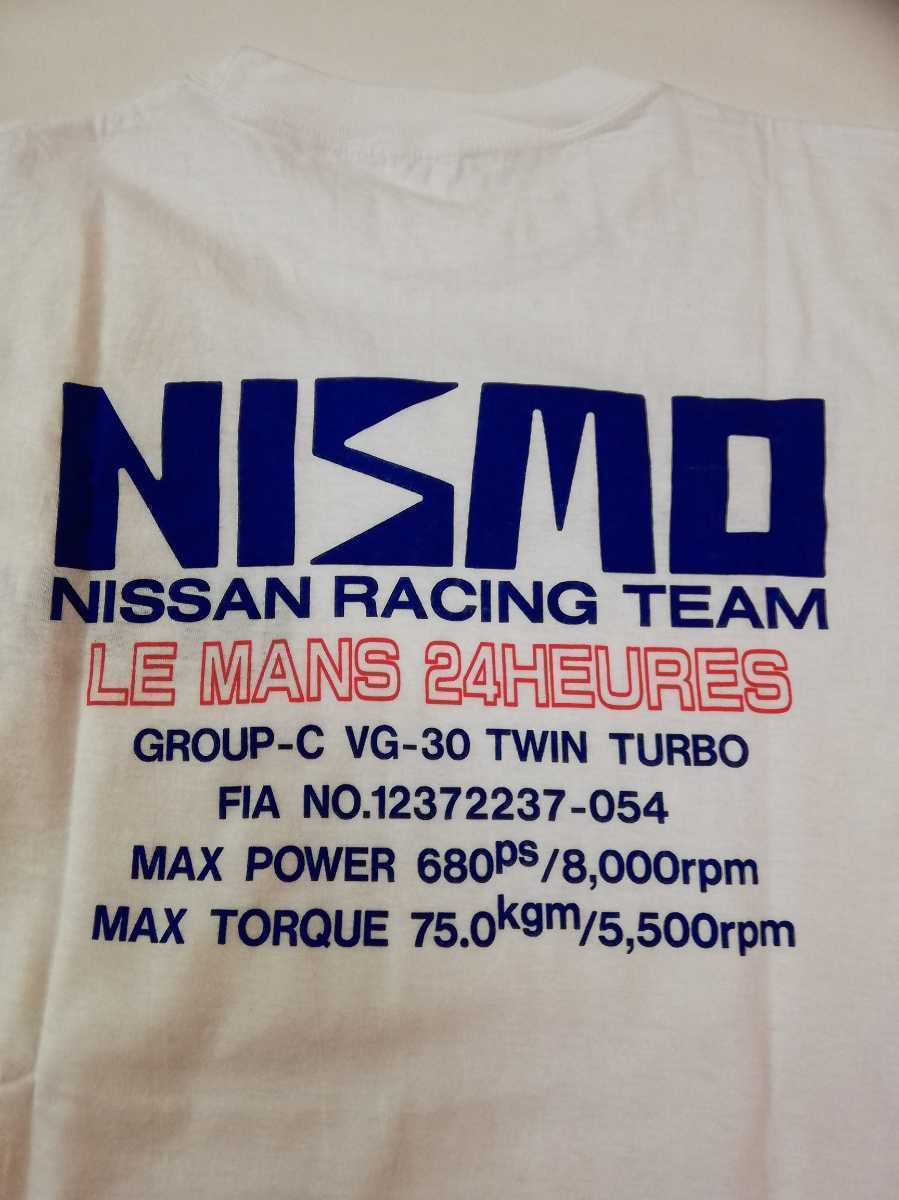 NISMO
NISSAN RACING TEAM
LE MANS 24HEURES
GROUP-C VG-30 TWIN TURBO
FIA NO.12372237-054
MAX POWER 680ps/8,000rpm
MAX TORQUE 75.0kgm/5,500rpm